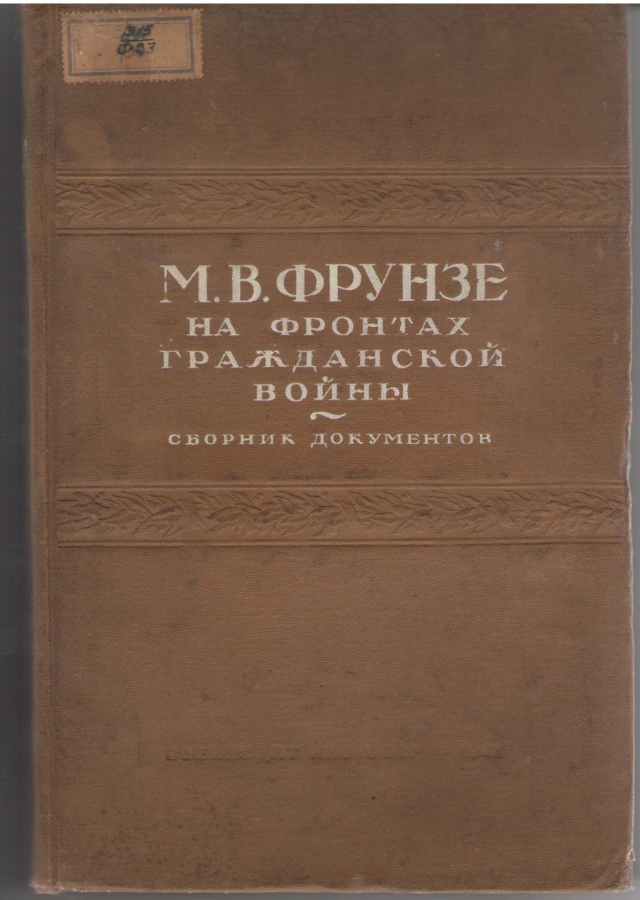 М. В. ФРУНЗЕ
НА ФРОНТАХ
ГРАЖДАНСКОЙ
ВОЙНЫ
СБОРНИК ДОКУМЕНТОВ